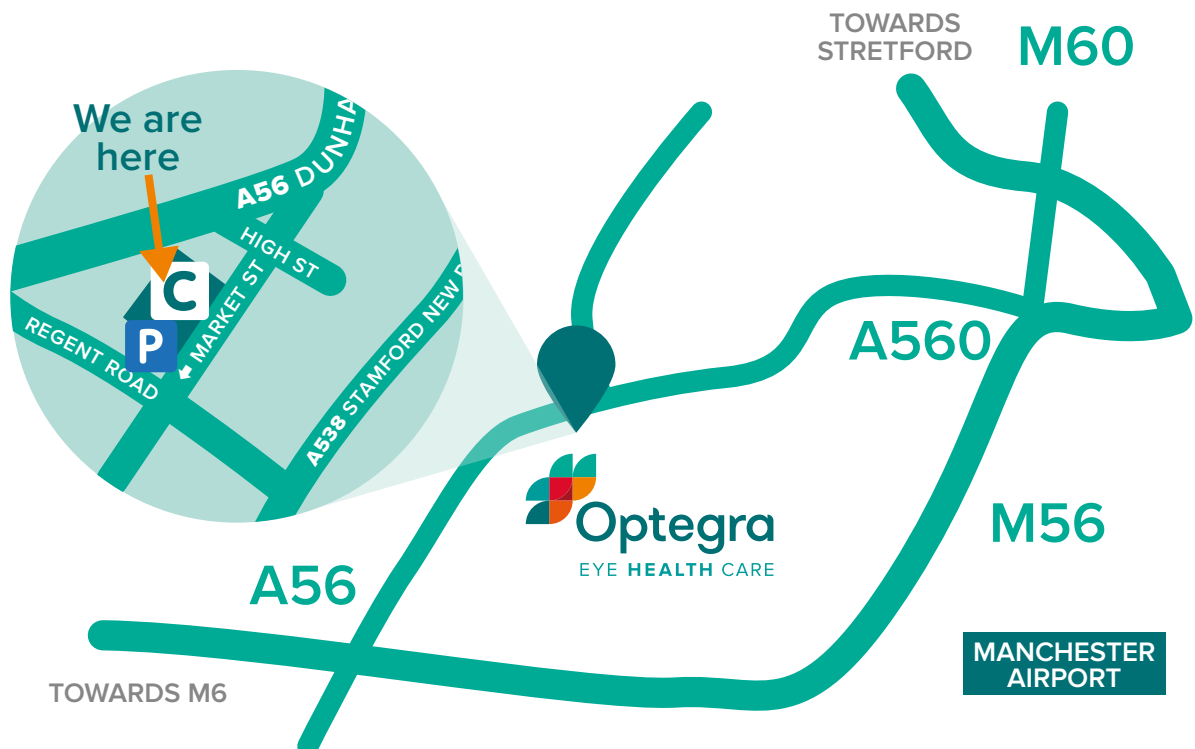 TOWARDS
STRETFORD
M60
We are
here
A56 DUNHA
HIGH ST
C
P
MARKET ST
REGENT ROAD
A538 STAMFORD NEW
A560
Optegra
EYE HEALTH CARE
M56
A56
MANCHESTER
AIRPORT
TOWARDS M6